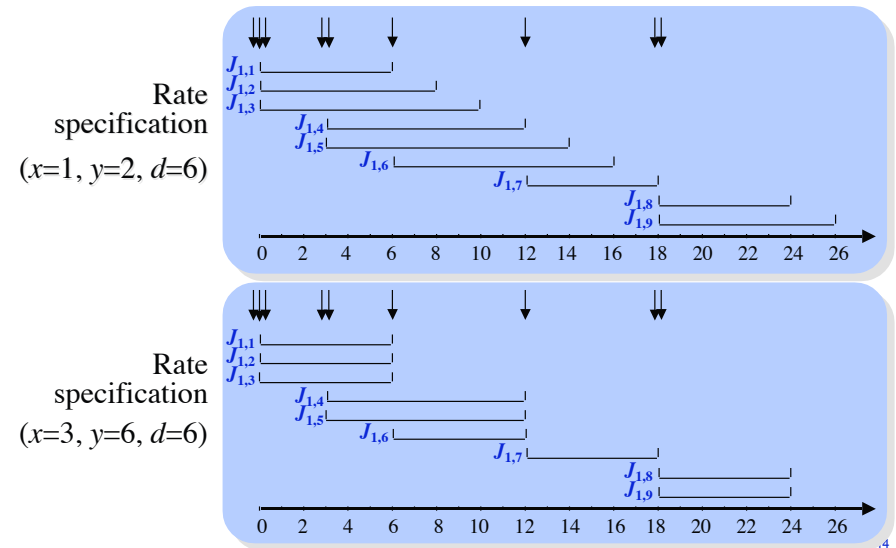 Rate
specification
(x=1, y=2, d=6)
J1,1
J1,2
J1,3
J1,4
J1,5
J1,6
J1,7
J1,8
J1,9
0 2 4 6 8 10 12 14 16 18 20 22 24 26
Rate
specification
(x=3, y=6, d=6)
J1,1
J1,2
J1,3
J1,4
J1,5
J1,6
J1,7
J1,8
J1,9
0 2 4 6 8 10 12 14 16 18 20 22 24 26